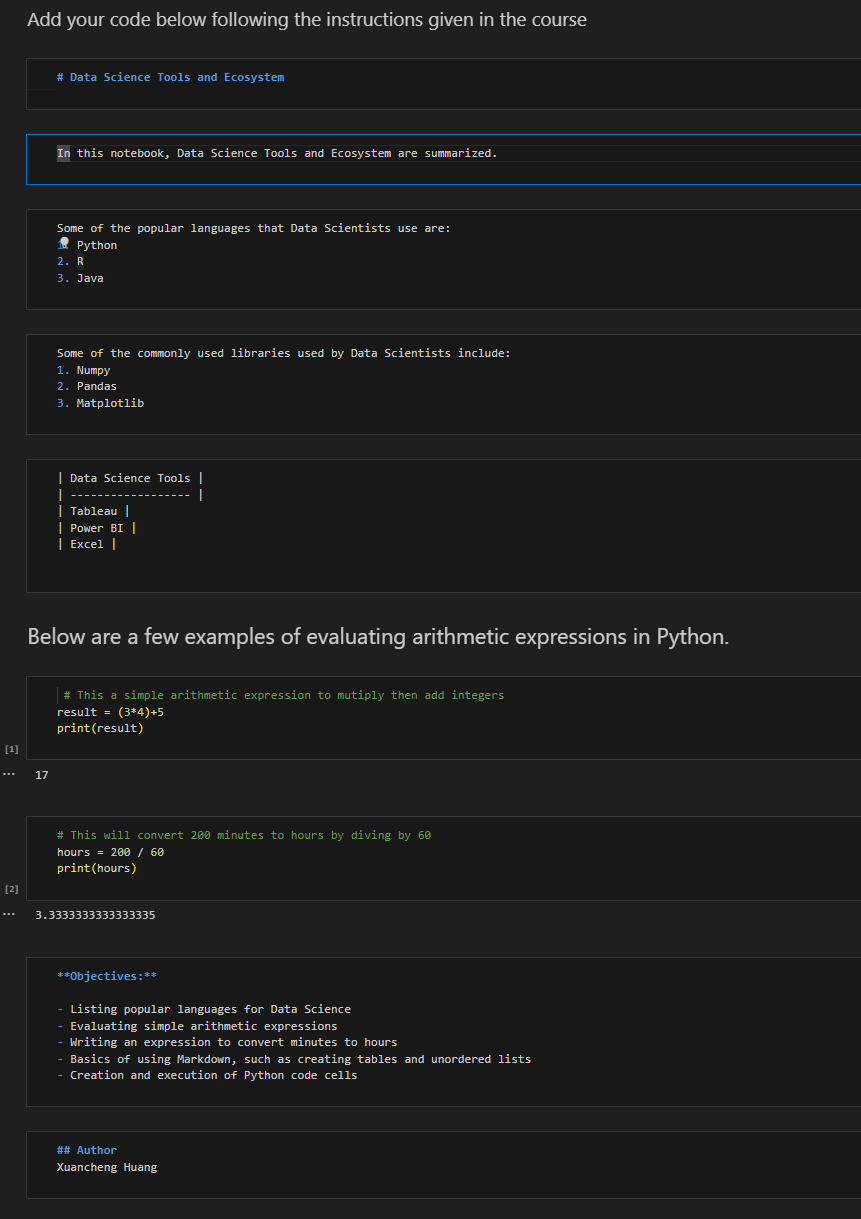 Add your code below following the instructions given in the course
# Data Science Tools and Ecosystem
In this notebook, Data Science Tools and Ecosystem are summarized.
Some of the popular languages that Data Scientists use are:
Python
2. R
3. Java
Some of the commonly used libraries used by Data Scientists include:
1. Numpy
2. Pandas
3. Matplotlib
| Data Science Tools |
| ------------------ |
| Tableau |
| Power BI |
| Excel |
Below are a few examples of evaluating arithmetic expressions in Python.
# This a simple arithmetic expression to mutiply then add integers
result = (3*4)+5
print(result)
[1]
... 17
# This will convert 200 minutes to hours by diving by 60
hours = 200 / 60
print(hours)
[2]
... 3.3333333333333335
**Objectives:**
- Listing popular languages for Data Science
- Evaluating simple arithmetic expressions
- Writing an expression to convert minutes to hours
- Basics of using Markdown, such as creating tables and unordered lists
- Creation and execution of Python code cells
## Author
Xuancheng Huang